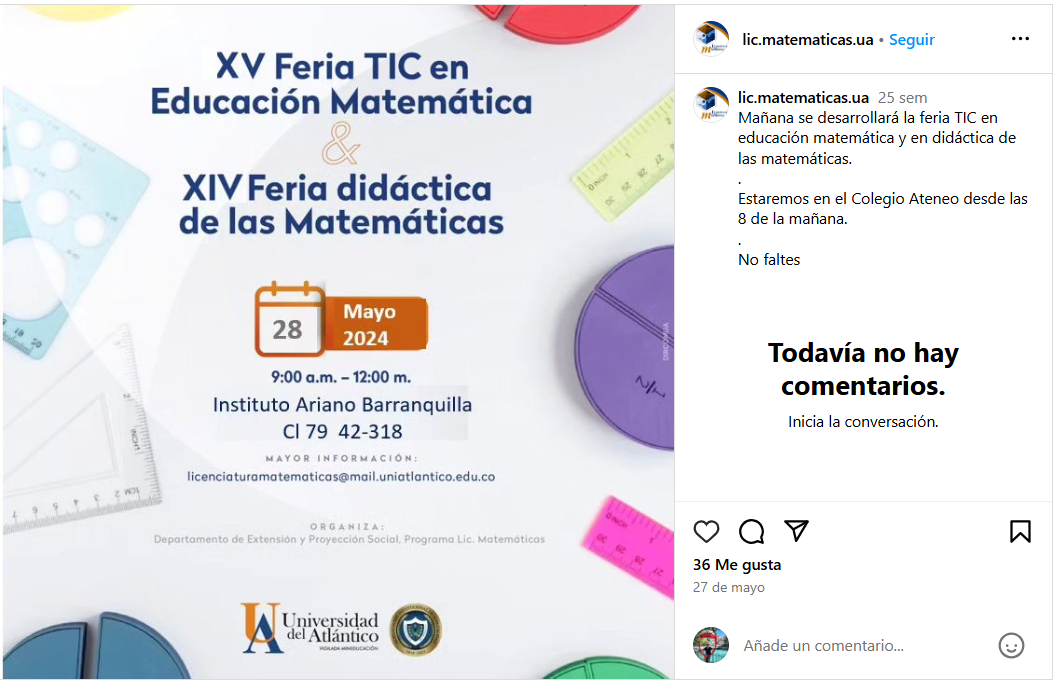 XV Feria TIC en
Educación Matemática
&
XIV Feria didáctica
de las Matemáticas
28
Mayo
2024
9:00 a.m. – 12:00 m.
Instituto Ariano Barranquilla
Cl 79 42-318
MAYOR INFORMACIÓN:
licenciaturamatematicas@mail.uniatlantico.edu.co
ORGANIZA:
Departamento de Extensión y Proyección Social, Programa Lic. Matemáticas
Universidad
del Atlántico
VIGILADA MINEDUCACIÓN
lic.matematicas.ua • Seguir
lic.matematicas.ua 25 sem
Mañana se desarrollará la feria TIC en
educación matemática y en didáctica de
las matemáticas.
.
Estaremos en el Colegio Ateneo desde las
8 de la mañana.
.
No faltes
Todavía no hay
comentarios.
Inicia la conversación.
36 Me gusta
27 de mayo
Añade un comentario...